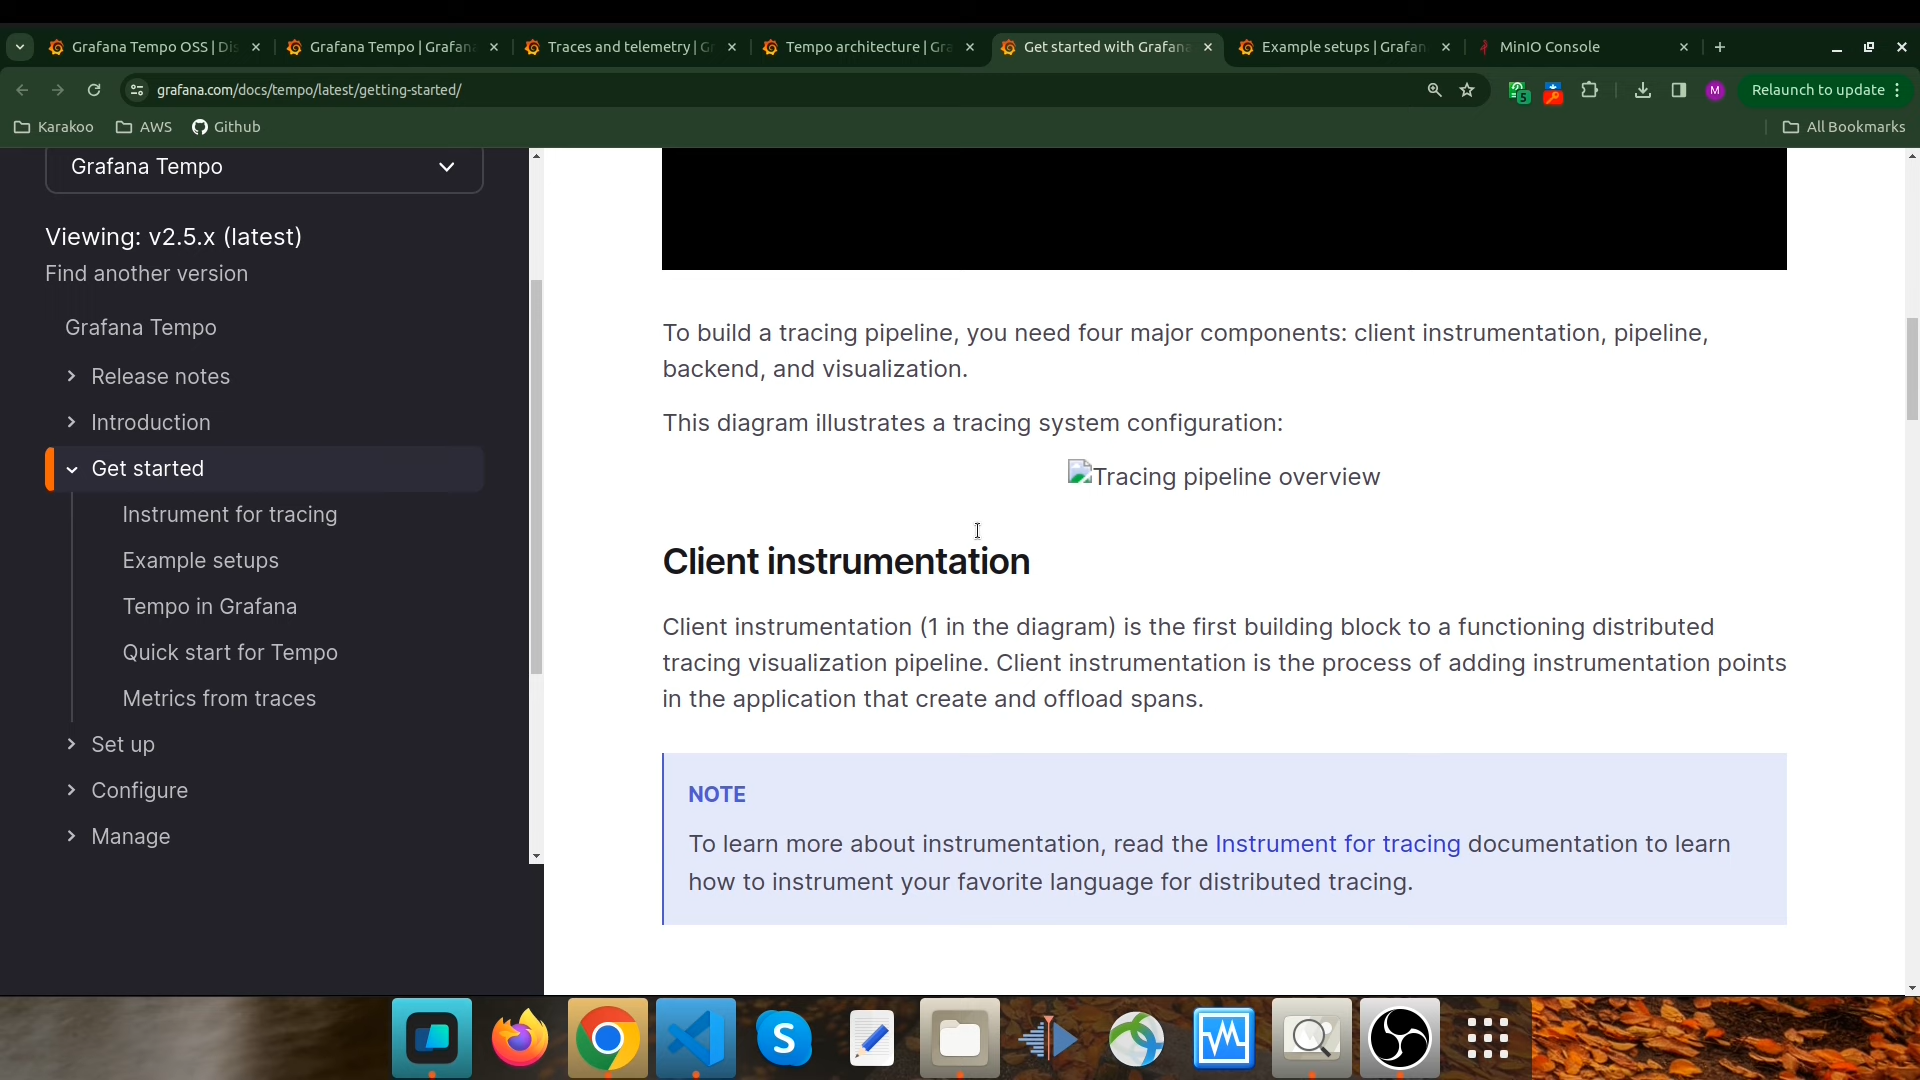 Grafana Tempo OSS | Dis
Grafana Tempo | Grafan
Traces and telemetry | Gr
Tempo architecture | Gra
Get started with Grafana
Example setups | Grafan
MinIO Console
grafana.com/docs/tempo/latest/getting-started/
5
M
Relaunch to update
Karakoo
AWS
Github
All Bookmarks
Grafana Tempo
Viewing: v2.5.x (latest)
Find another version
Grafana Tempo
Release notes
Introduction
Get started
Instrument for tracing
Example setups
Tempo in Grafana
Quick start for Tempo
Metrics from traces
Set up
Configure
Manage
To build a tracing pipeline, you need four major components: client instrumentation, pipeline,
backend, and visualization.
This diagram illustrates a tracing system configuration:
Tracing pipeline overview
Client instrumentation
Client instrumentation (1 in the diagram) is the first building block to a functioning distributed
tracing visualization pipeline. Client instrumentation is the process of adding instrumentation points
in the application that create and offload spans.
NOTE
To learn more about instrumentation, read the Instrument for tracing documentation to learn
how to instrument your favorite language for distributed tracing.
S